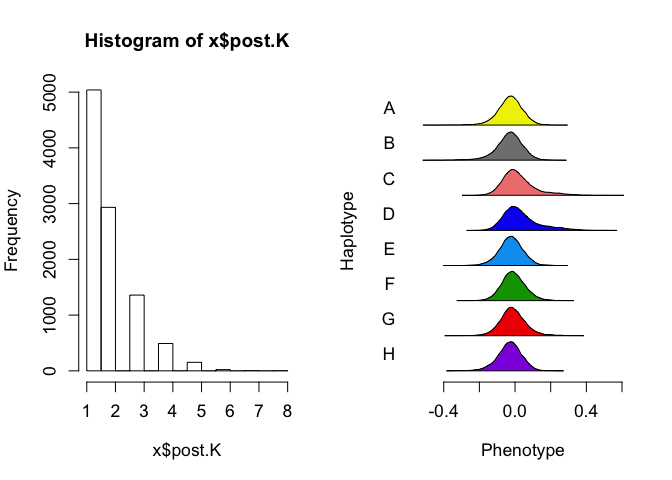 Histogram of x$post.K
Frequency
0
1000
2000
3000
4000
5000
1 2 3 4 5 6 7 8
x$post.K
Haplotype
A
B
C
D
E
F
G
H
-0.4 0.0 0.4
Phenotype